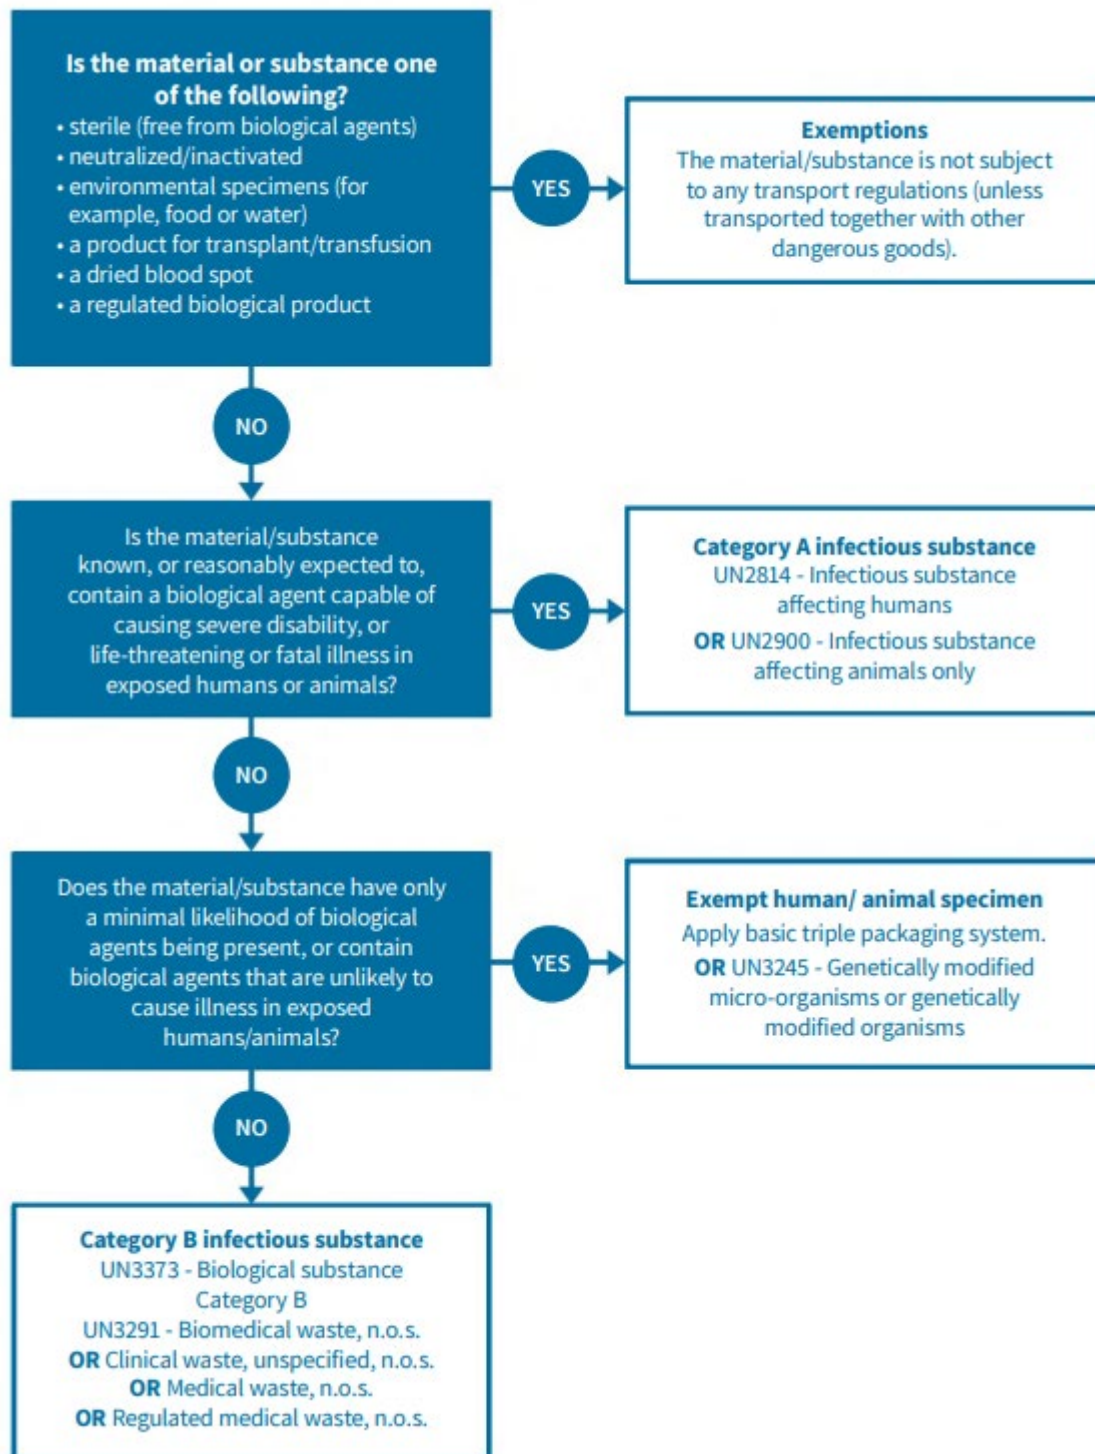 Is the material or substance one
of the following?
• sterile (free from biological agents)
• neutralized/inactivated
• environmental specimens (for
example, food or water)
• a product for transplant/transfusion
• a dried blood spot
• a regulated biological product
YES
Exemptions
The material/substance is not subject
to any transport regulations (unless
transported together with other
dangerous goods).
NO
Is the material/substance
known, or reasonably expected to,
contain a biological agent capable of
causing severe disability, or
life-threatening or fatal illness in
exposed humans or animals?
YES
Category A infectious substance
UN2814 - Infectious substance
affecting humans
OR UN2900 - Infectious substance
affecting animals only
NO
Does the material/substance have only
a minimal likelihood of biological
agents being present, or contain
biological agents that are unlikely to
cause illness in exposed
humans/animals?
YES
Exempt human/ animal specimen
Apply basic triple packaging system.
OR UN3245 - Genetically modified
micro-organisms or genetically
modified organisms
NO
Category B infectious substance
UN3373 - Biological substance
Category B
UN3291 - Biomedical waste, n.o.s.
OR Clinical waste, unspecified, n.o.s.
OR Medical waste, n.o.s.
OR Regulated medical waste, n.o.s.